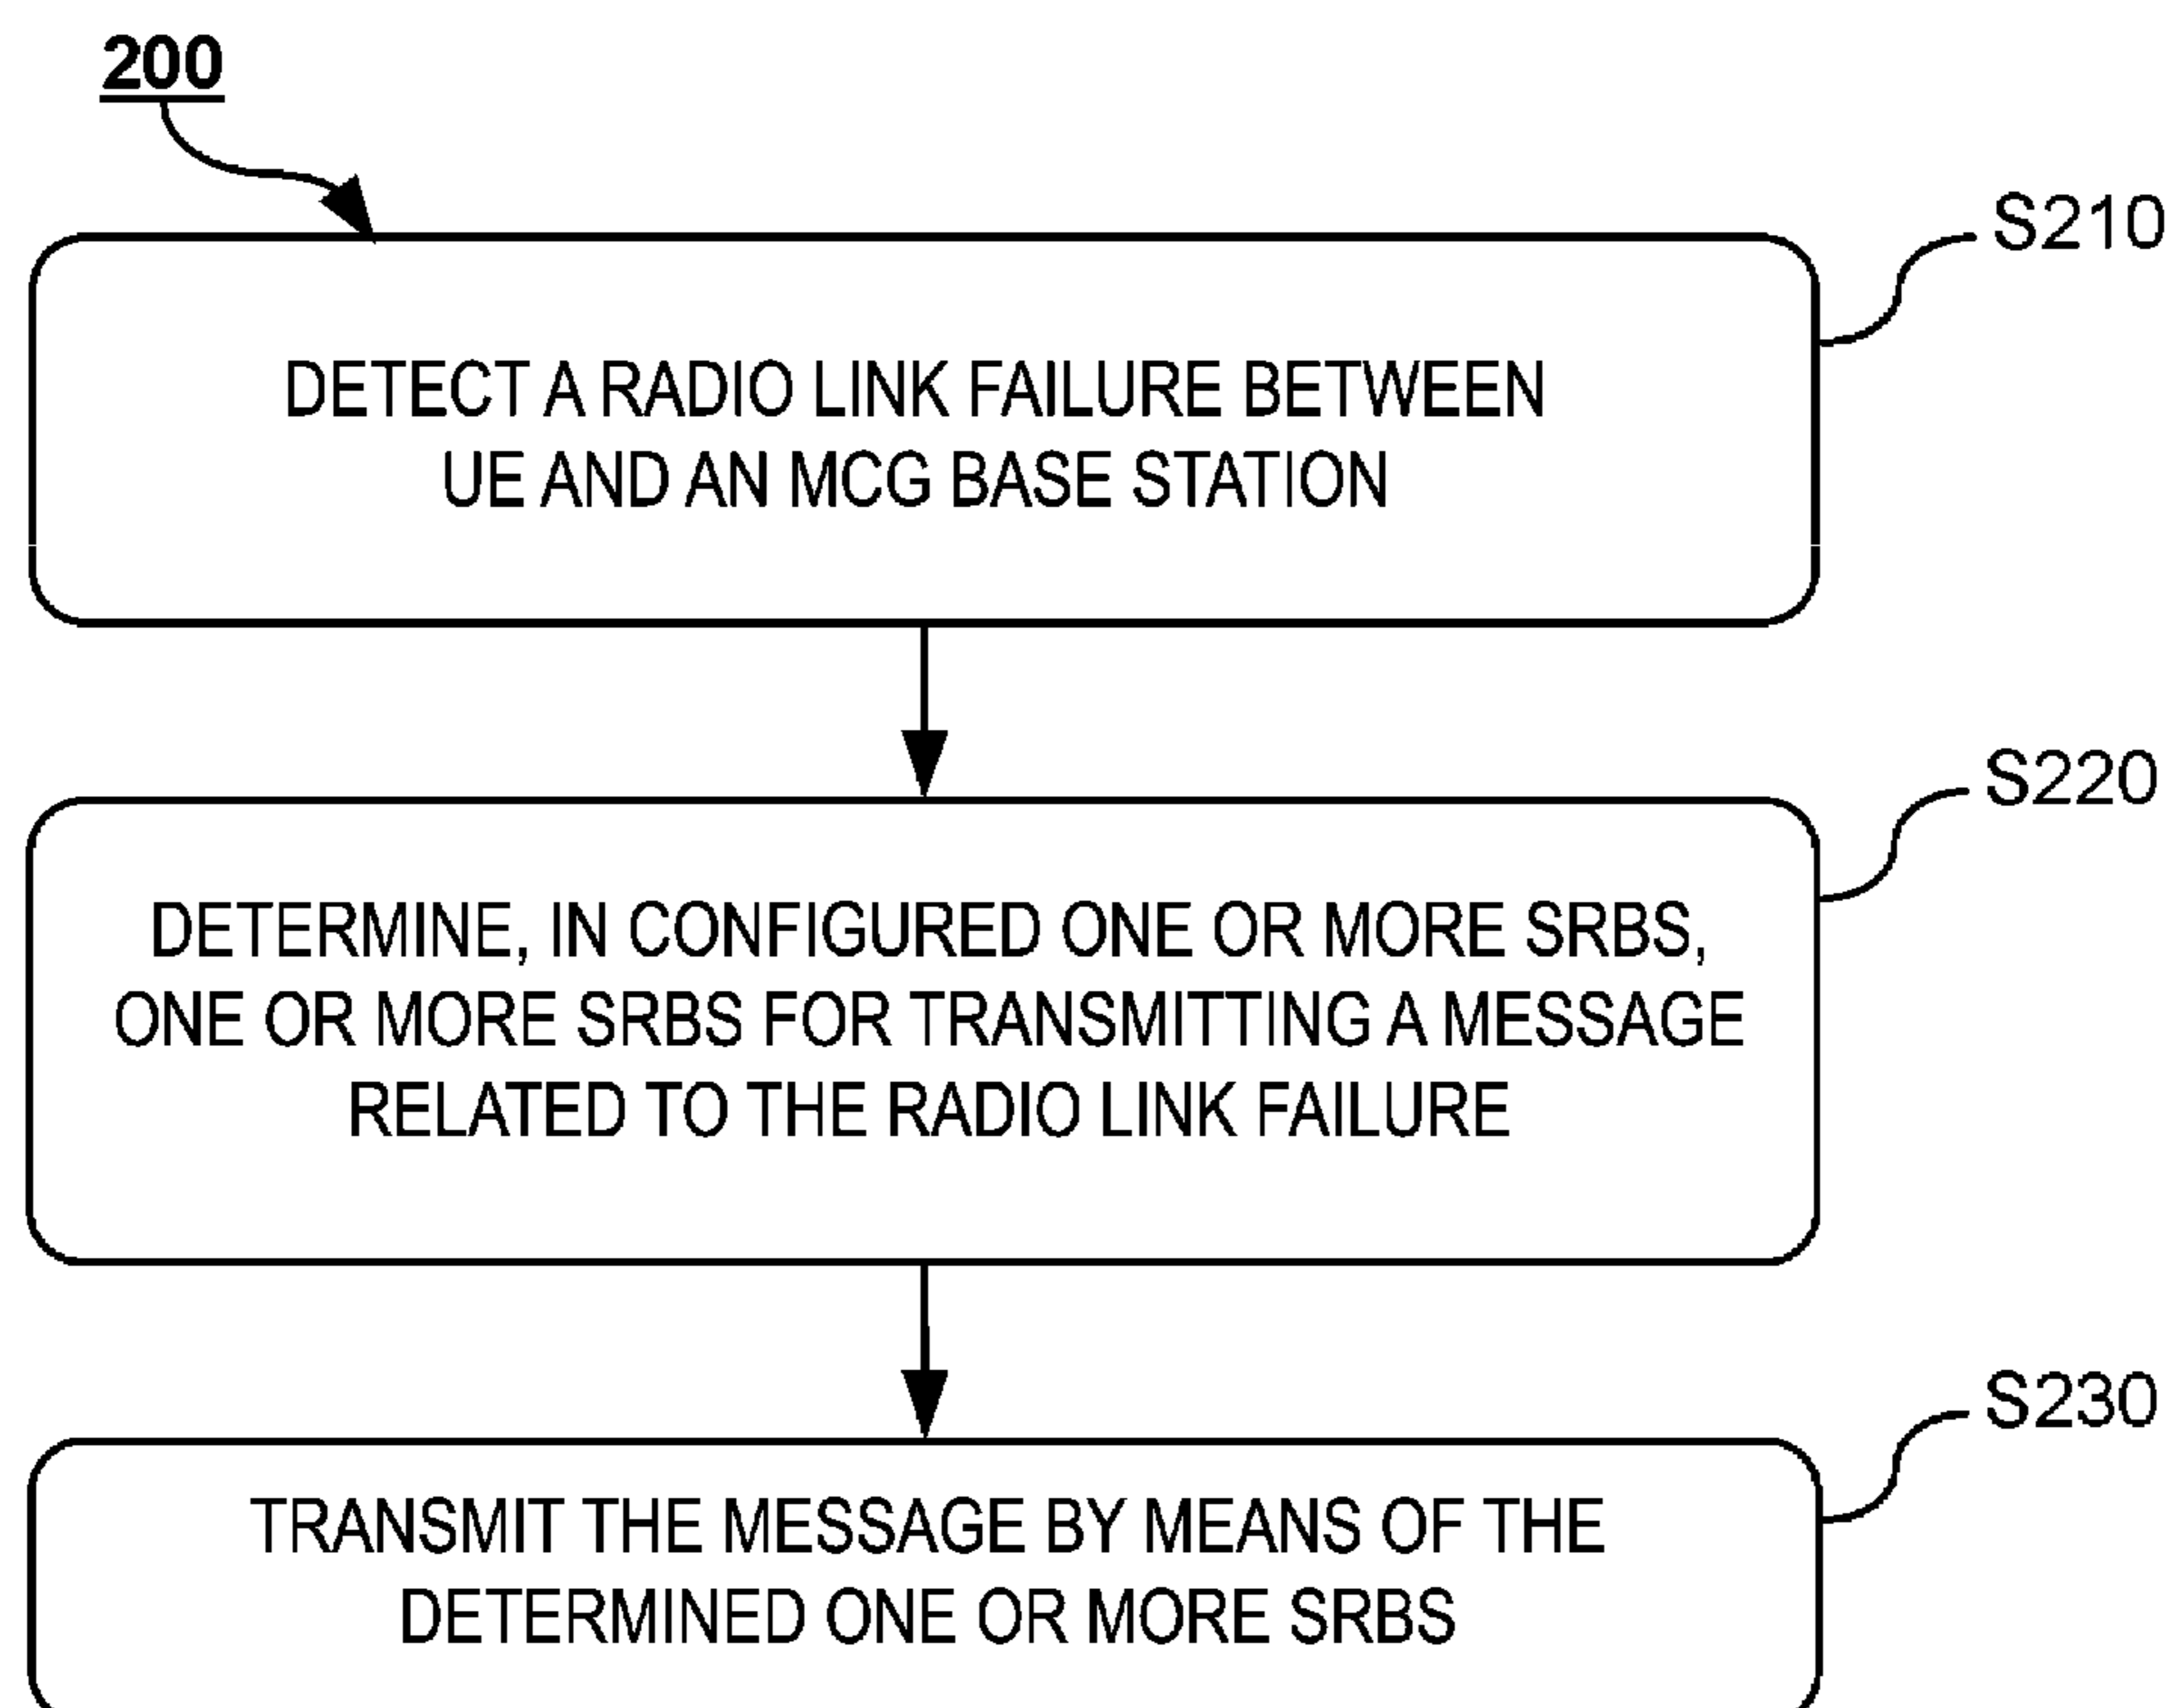 200
S210
DETECT A RADIO LINK FAILURE BETWEEN
UE AND AN MCG BASE STATION
S220
DETERMINE, IN CONFIGURED ONE OR MORE SRBS,
ONE OR MORE SRBS FOR TRANSMITTING A MESSAGE
RELATED TO THE RADIO LINK FAILURE
S230
TRANSMIT THE MESSAGE BY MEANS OF THE
DETERMINED ONE OR MORE SRBS